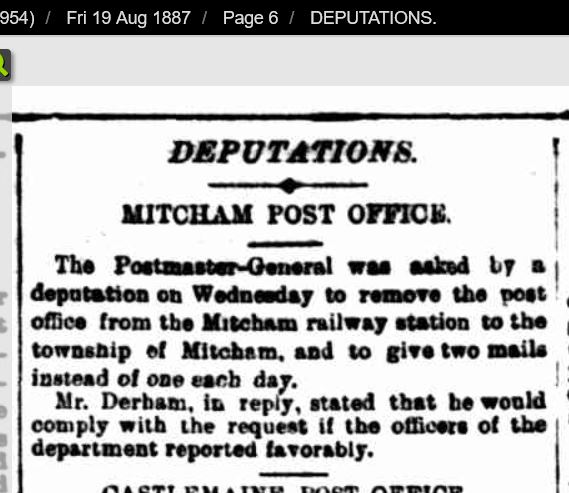 954) / Fri 19 Aug 1887 / Page 6 / DEPUTATIONS.
DEPUTATIONS.
MITCHAM POST OFFICE.
The Postmaster-General was asked by a
deputation on Wednesday to remove the post
office from the Mitcham railway station to the
township of Mitcham, and to give two mails
instead of one each day.
Mr. Derham, in reply, stated that he would
comply with the request if the officers of the
department reported favorably.
CASTLEMAINE POST OFFICE